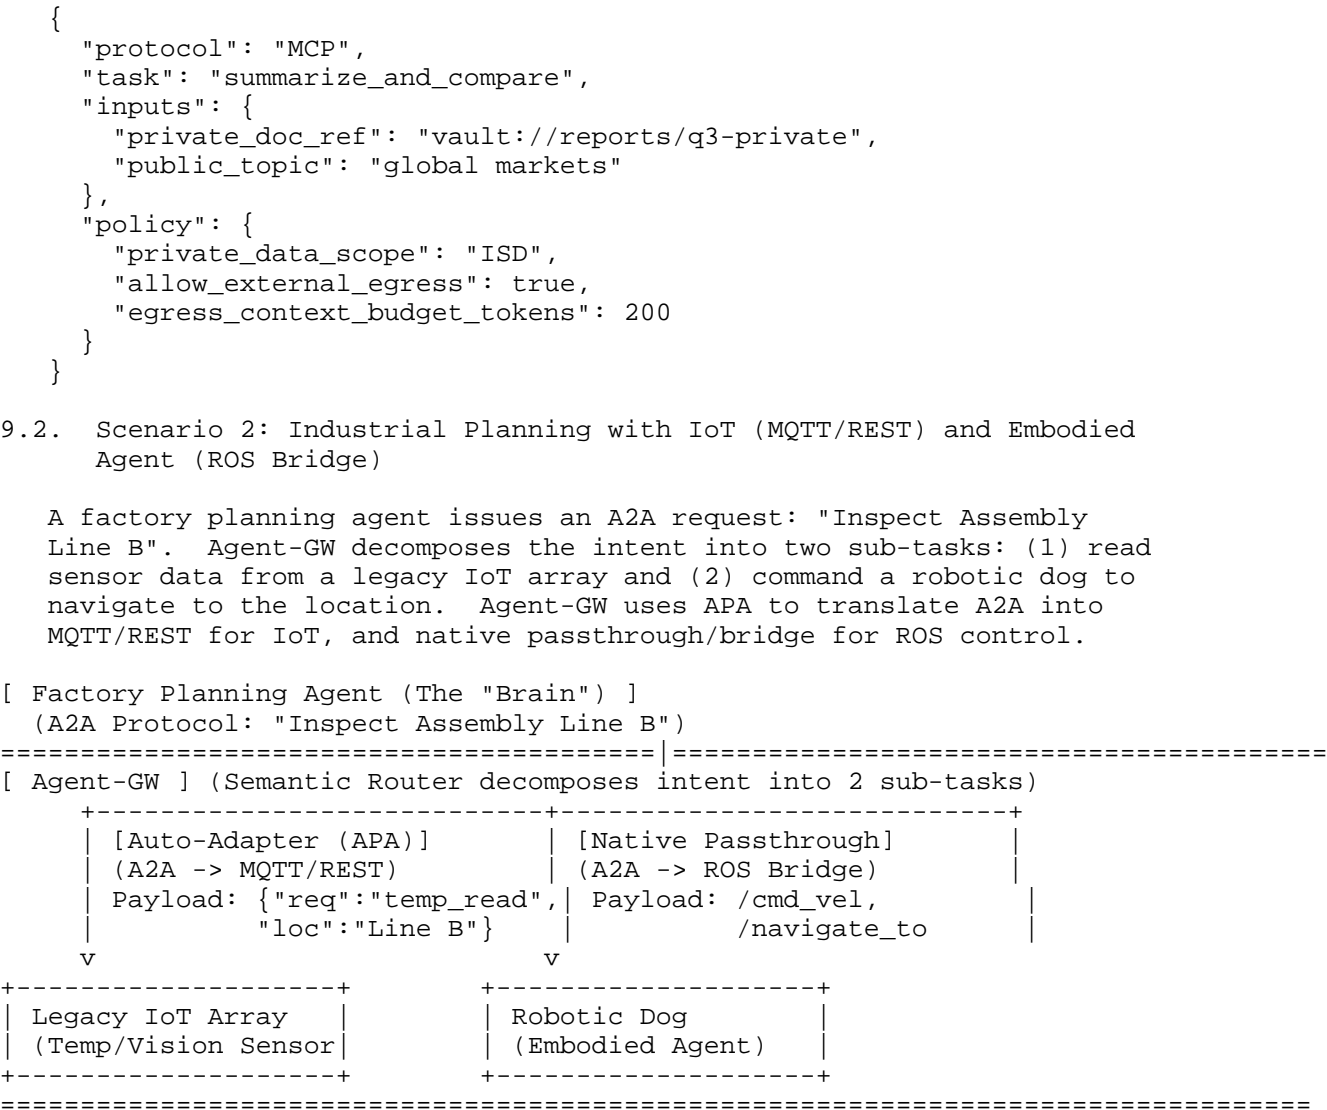 {
  "protocol": "MCP",
  "task": "summarize_and_compare",
  "inputs": {
    "private_doc_ref": "vault://reports/q3-private",
    "public_topic": "global markets"
  },
  "policy": {
    "private_data_scope": "ISD",
    "allow_external_egress": true,
    "egress_context_budget_tokens": 200
  }
}
9.2.  Scenario 2: Industrial Planning with IoT (MQTT/REST) and Embodied
      Agent (ROS Bridge)
   A factory planning agent issues an A2A request: "Inspect Assembly
   Line B".  Agent-GW decomposes the intent into two sub-tasks: (1) read
   sensor data from a legacy IoT array and (2) command a robotic dog to
   navigate to the location.  Agent-GW uses APA to translate A2A into
   MQTT/REST for IoT, and native passthrough/bridge for ROS control.
[ Factory Planning Agent (The "Brain") ]
  (A2A Protocol: "Inspect Assembly Line B")
=========================================|=========================================
[ Agent-GW ] (Semantic Router decomposes intent into 2 sub-tasks)
     +----------------------------+----------------------------+
     | [Auto-Adapter (APA)]       | [Native Passthrough]       |
     | (A2A -> MQTT/REST)         | (A2A -> ROS Bridge)        |
     | Payload: {"req":"temp_read",| Payload: /cmd_vel,          |
     |          "loc":"Line B"}    |          /navigate_to      |
     v                            v
+--------------------+        +--------------------+
| Legacy IoT Array   |        | Robotic Dog        |
| (Temp/Vision Sensor|        | (Embodied Agent)   |
+--------------------+        +--------------------+
==================================================================================